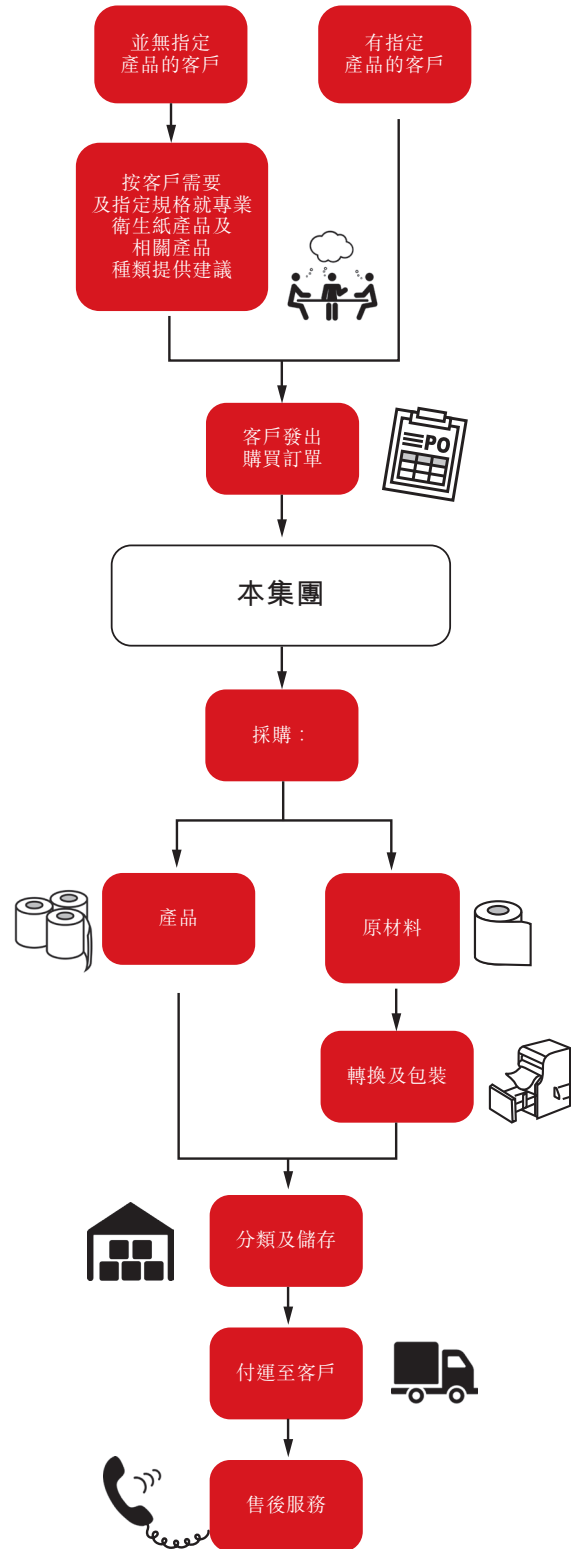 並無指定
產品的客戶
有指定
產品的客戶
按客戶需要
及指定規格就專業
衞生紙產品及
相關產品
種類提供建議
客戶發出
購買訂單
PO
本集團
採購：
產品
原材料
轉換及包裝
分類及儲存
付運至客戶
售後服務